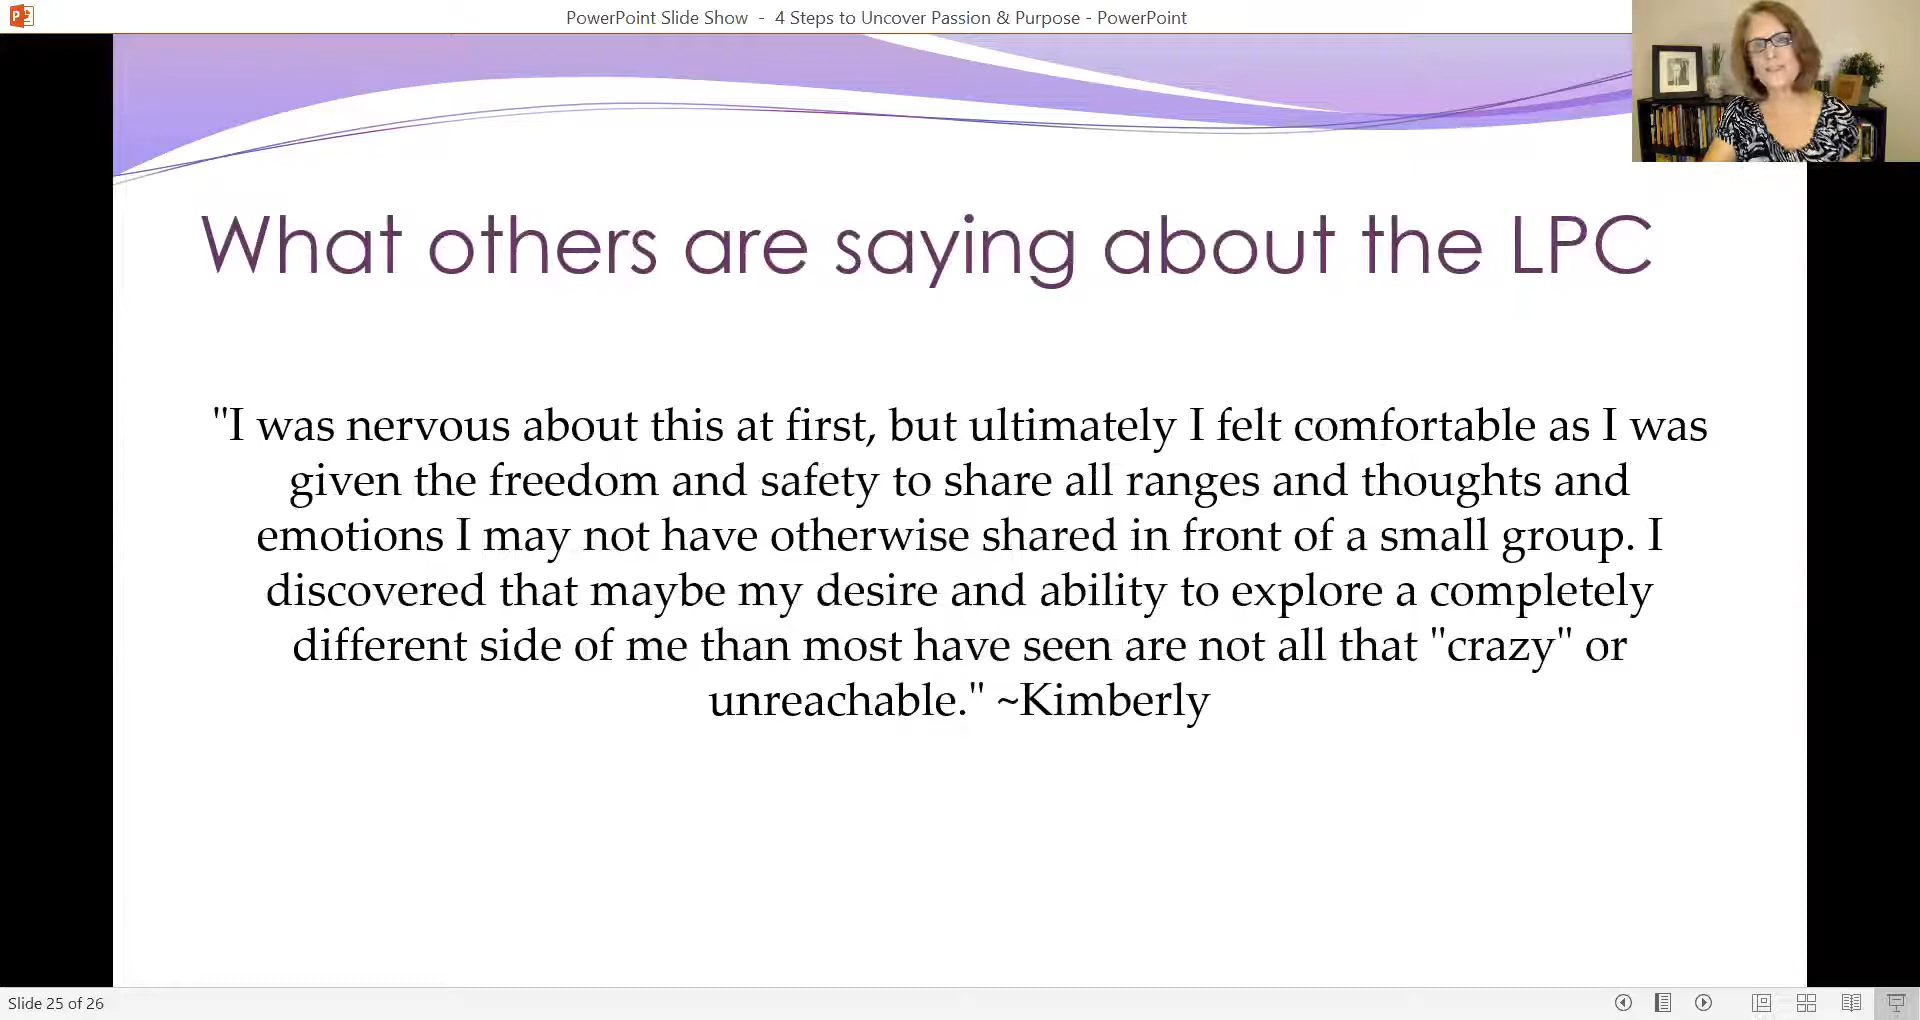 PowerPoint Slide Show - 4 Steps to Uncover Passion & Purpose - PowerPoint
What others are saying about the LPC
"I was nervous about this at first, but ultimately I felt comfortable as I was
given the freedom and safety to share all ranges and thoughts and
emotions I may not have otherwise shared in front of a small group. I
discovered that maybe my desire and ability to explore a completely
different side of me than most have seen are not all that "crazy" or
unreachable." ~Kimberly
Slide 25 of 26